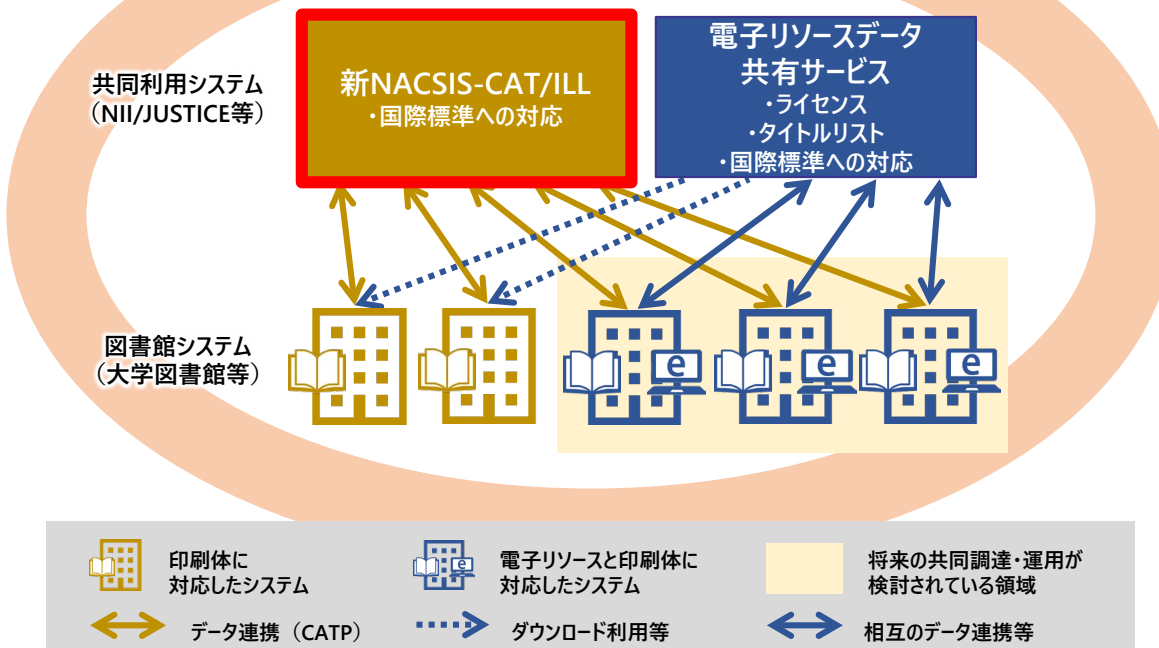 共同利用システム
（NII/JUSTICE等）
新NACSIS-CAT/ILL
・国際標準への対応
電子リソースデータ
共有サービス
・ライセンス
・タイトルリスト
・国際標準への対応
図書館システム
（大学図書館等）
e
e
e
印刷体に
対応したシステム
e
電子リソースと印刷体に
対応したシステム
将来の共同調達・運用が
検討されている領域
データ連携（CATP）
ダウンロード利用等
相互のデータ連携等